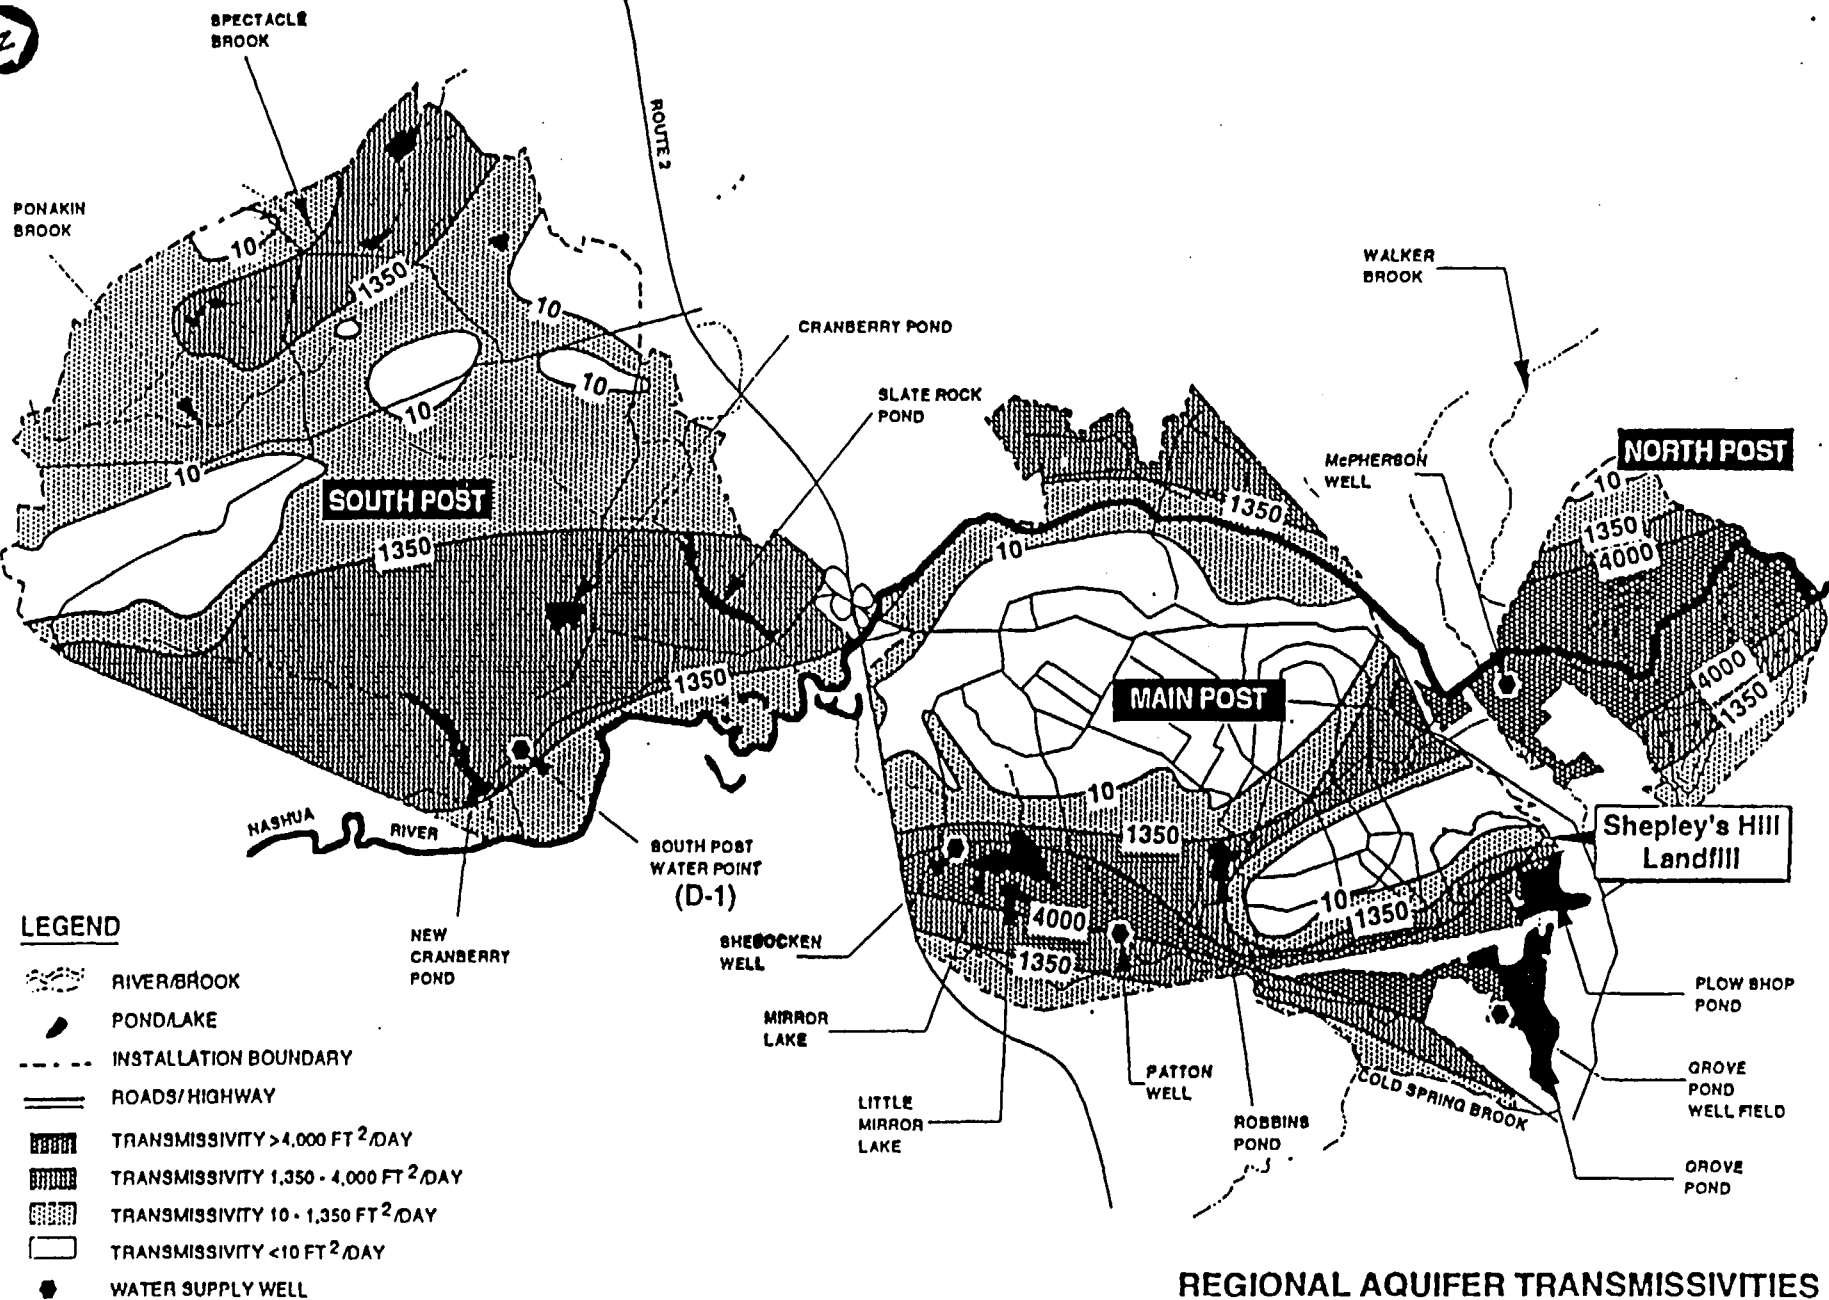 SPECTACLE
BROOK
PONAKIN
BROOK
ROUTE 2
10
1350
10
10
10
10
CRANBERRY POND
SLATE ROCK
POND
WALKER
BROOK
McPHERSON
WELL
NORTH POST
10
1350
4000
4000
1350
SOUTH POST
1350
1350
1350
10
MAIN POST
10
1350
4000
1350
10
1350
Shepley's Hill
Landfill
NASHUA
RIVER
SOUTH POST
WATER POINT
(D-1)
NEW
CRANBERRY
POND
SHEBOCKEN
WELL
MIRROR
LAKE
LITTLE
MIRROR
LAKE
PATTON
WELL
ROBBINS
POND
COLD SPRING BROOK
PLOW SHOP
POND
GROVE
POND
WELL FIELD
GROVE
POND
LEGEND
RIVER/BROOK
POND/LAKE
INSTALLATION BOUNDARY
ROADS/HIGHWAY
TRANSMISSIVITY >4,000 FT2/DAY
TRANSMISSIVITY 1,350 - 4,000 FT2/DAY
TRANSMISSIVITY 10 - 1,350 FT2/DAY
TRANSMISSIVITY <10 FT2/DAY
WATER SUPPLY WELL
REGIONAL AQUIFER TRANSMISSIVITIES